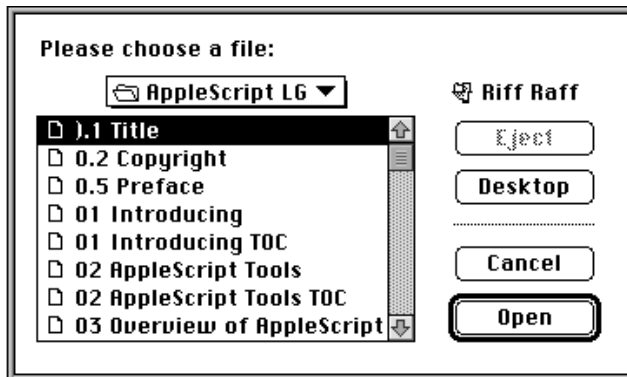 Please choose a file:
AppleScript LG
Riff Raff
).1 Title
0.2 Copyright
0.5 Preface
01 Introducing
01 Introducing TOC
02 AppleScript Tools
02 AppleScript Tools TOC
03 Overview of AppleScript
Eject
Desktop
Cancel
Open